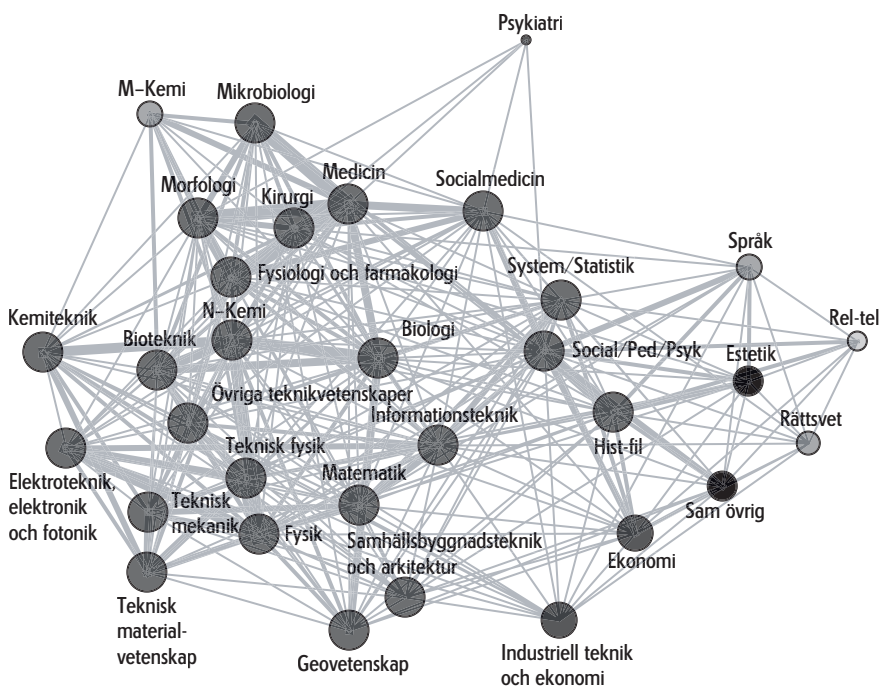 Psykiatri
M–Kemi
Mikrobiologi
Medicin
Socialmedicin
Morfologi
Kirurgi
Språk
System/Statistik
Fysiologi och farmakologi
N–Kemi
Kemiteknik
Rel-tel
Bioteknik
Biologi
Social/Ped/Psyk
Estetik
Övriga teknikvetenskaper
Informationsteknik
Rättsvet
Hist-fil
Teknisk fysik
Matematik
Elektroteknik,
elektronik
och fotonik
Teknisk
mekanik
Fysik
Sam övrig
Samhällsbyggnadsteknik
och arkitektur
Ekonomi
Teknisk
material-
vetenskap
Geovetenskap
Industriell teknik
och ekonomi